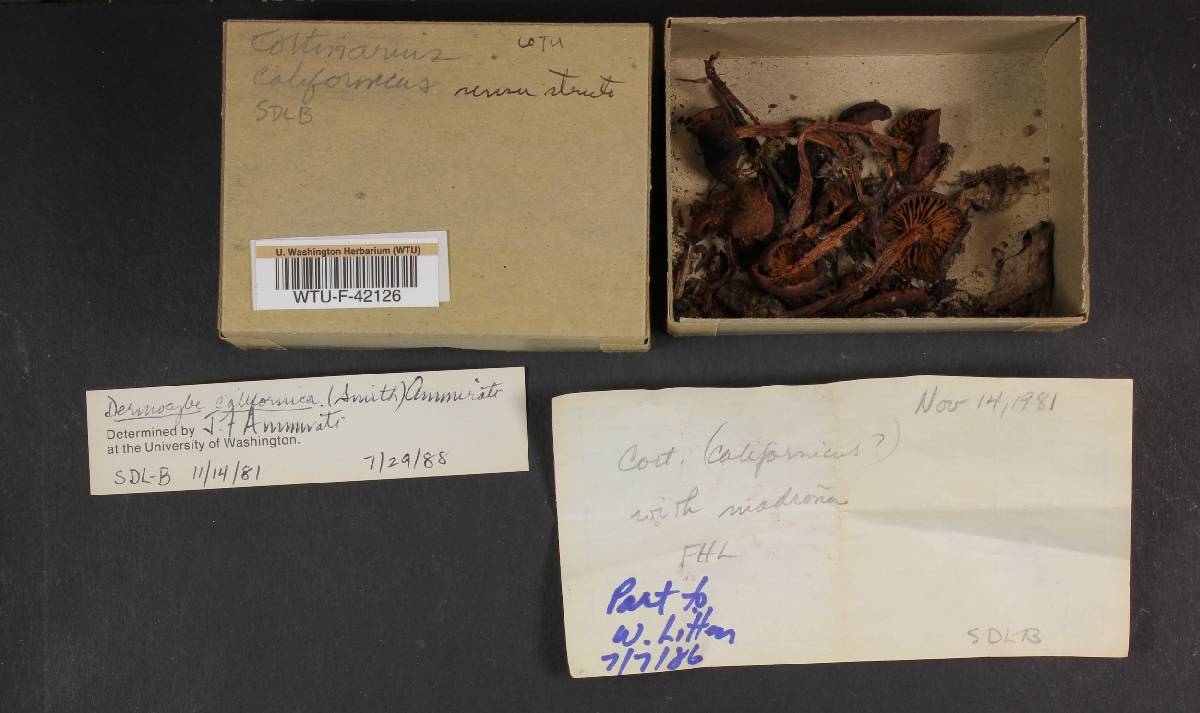 Cortinarius WTU
californicus sensu stricto
SDLB
U. Washington Herbarium (WTU)
WTU-F-42126
Dermocybe californica (Smith) Ammirati
Determined by J. F Ammirati
at the University of Washington.
SDL-B 11/14/81 7/29/88
Nov 14, 1981
Cort. (californicus?)
with madroña
FHL
Part to
W. Litten
7/7/86
SDLB